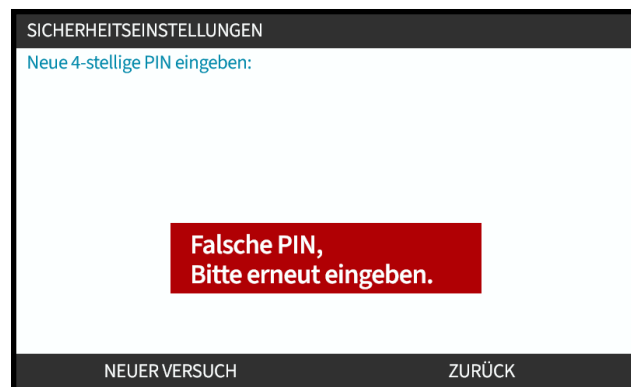 SICHERHEITSEINSTELLUNGEN
Neue 4-stellige PIN eingeben:
Falsche PIN,
Bitte erneut eingeben.
NEUER VERSUCH ZURÜCK